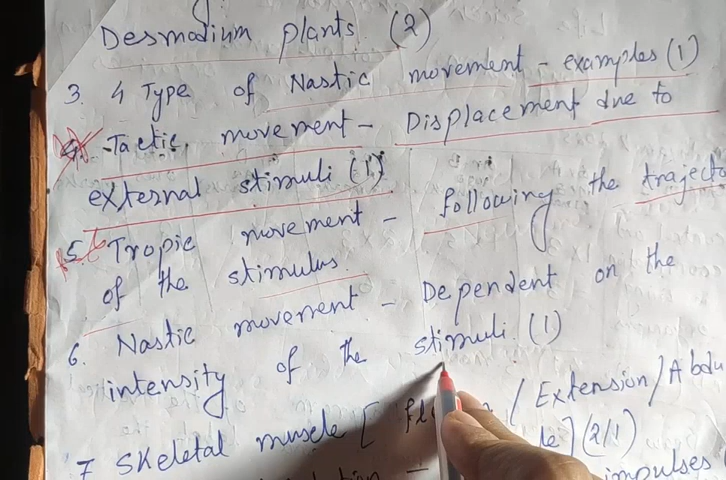 Desmodium plants (2)
3. 4 Type of Nastic movement - examples (1)
4. Tactic movement - Displacement due to
external stimuli (1)
5. Tropic movement - following the trajecto
of the stimulus.
6. Nastic movement - Dependent on the
intensity of the stimuli. (1)
7 Skeletal muscle [ / Extension / Abdu
] (2/1)
impulses